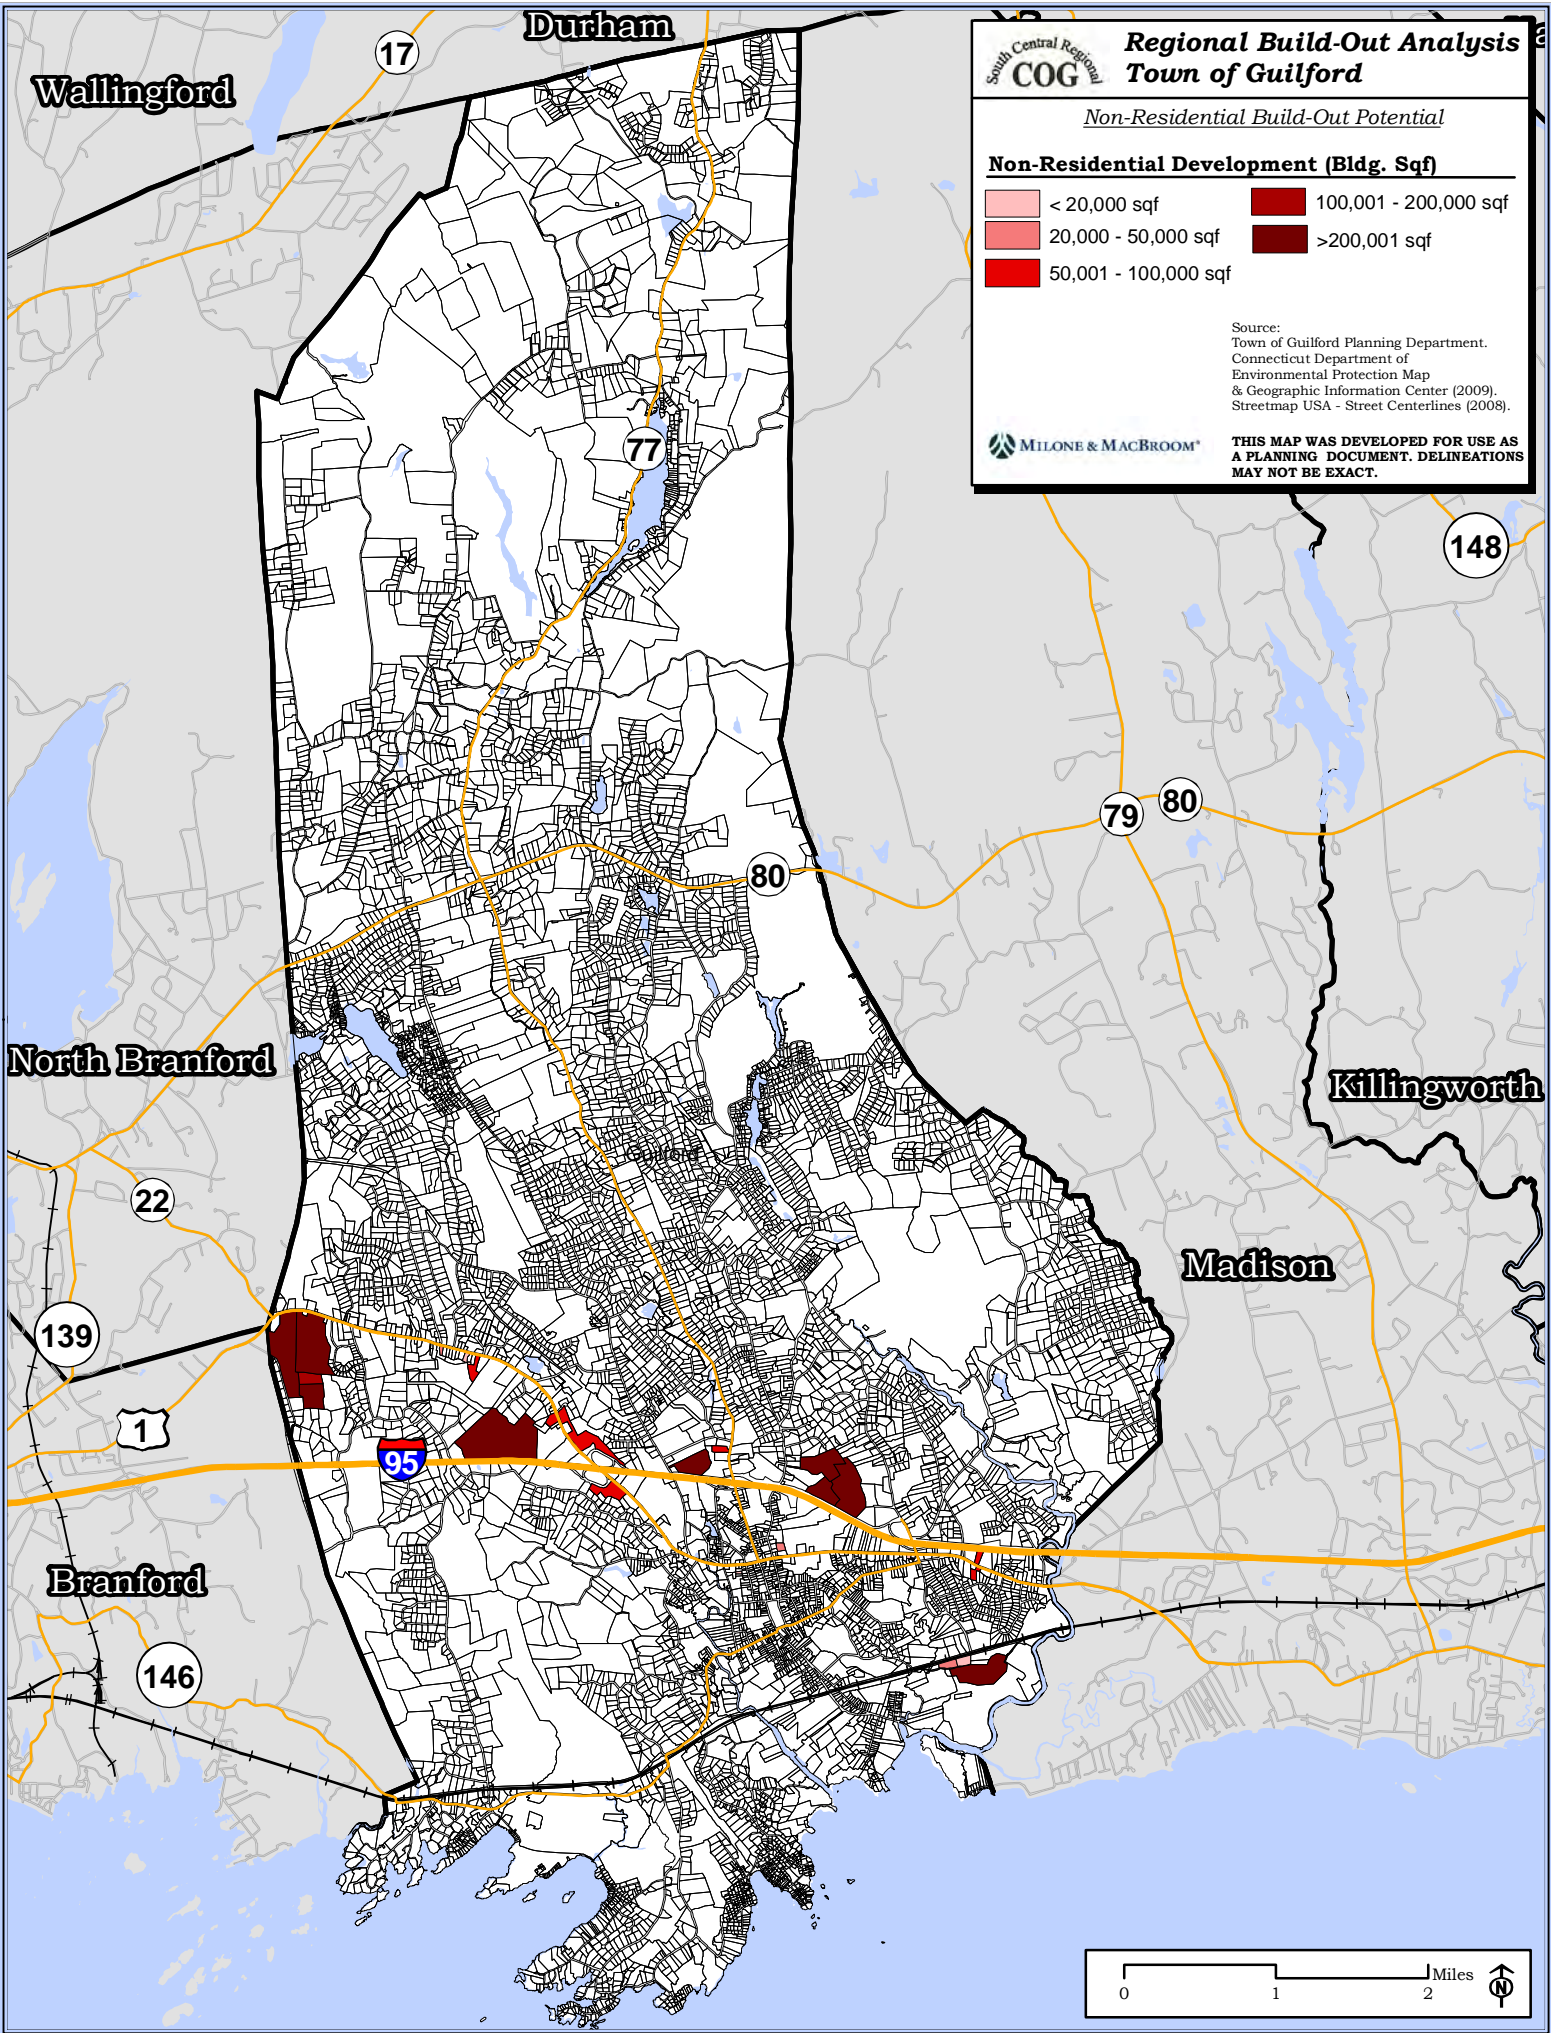 Durham
17
Wallingford
South Central Regional
COG
Regional Build-Out Analysis
Town of Guilford
Non-Residential Build-Out Potential
Non-Residential Development (Bldg. Sqf)
< 20,000 sqf
100,001 - 200,000 sqf
20,000 - 50,000 sqf
>200,001 sqf
50,001 - 100,000 sqf
Source:
Town of Guilford Planning Department.
Connecticut Department of
Environmental Protection Map
& Geographic Information Center (2009).
Streetmap USA - Street Centerlines (2008).
MILONE & MACBROOM®
THIS MAP WAS DEVELOPED FOR USE AS
A PLANNING DOCUMENT. DELINEATIONS
MAY NOT BE EXACT.
77
148
79
80
80
North Branford
Killingworth
Guilford
22
Madison
139
1
95
Branford
146
Miles
0
1
2
N